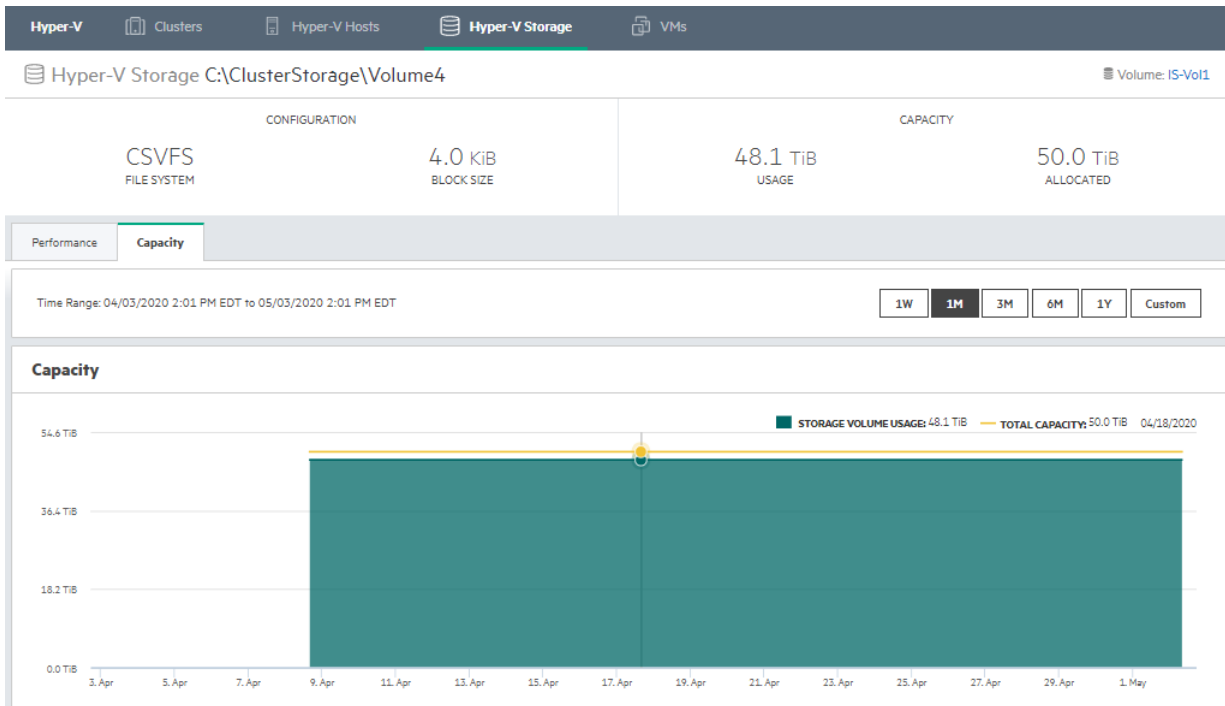 Hyper-V Clusters Hyper-V Hosts Hyper-V Storage VMs
Hyper-V Storage C:\ClusterStorage\Volume4 Volume: IS-Vol1
CONFIGURATION CAPACITY
CSVFS 4.0 KiB 48.1 TiB 50.0 TiB
FILE SYSTEM BLOCK SIZE USAGE ALLOCATED
Performance Capacity
Time Range: 04/03/2020 2:01 PM EDT to 05/03/2020 2:01 PM EDT 1W 1M 3M 6M 1Y Custom
Capacity
STORAGE VOLUME USAGE: 48.1 TiB TOTAL CAPACITY: 50.0 TiB 04/18/2020
54.6 TiB
36.4 TiB
18.2 TiB
0.0 TiB
3. Apr 5. Apr 7. Apr 9. Apr 11. Apr 13. Apr 15. Apr 17. Apr 19. Apr 21. Apr 23. Apr 25. Apr 27. Apr 29. Apr 1. May